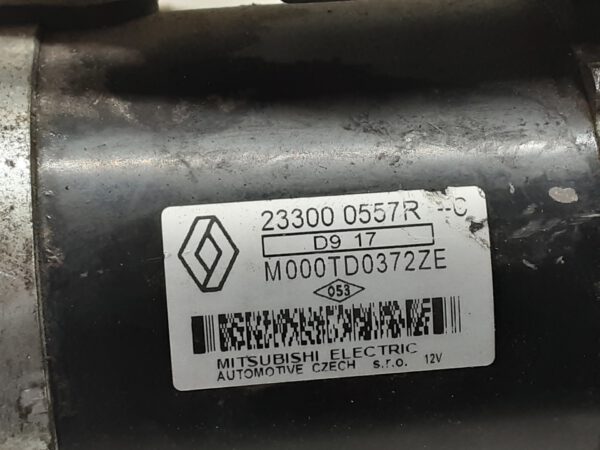 23300 0557R --C
D9 17
M000TD0372ZE
053
MITSUBISHI ELECTRIC
AUTOMOTIVE CZECH s.r.o. 12V